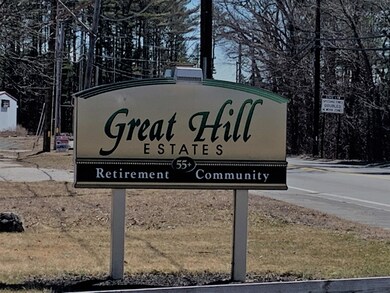 Great Hill
ESTATES
55+
Retirement Community